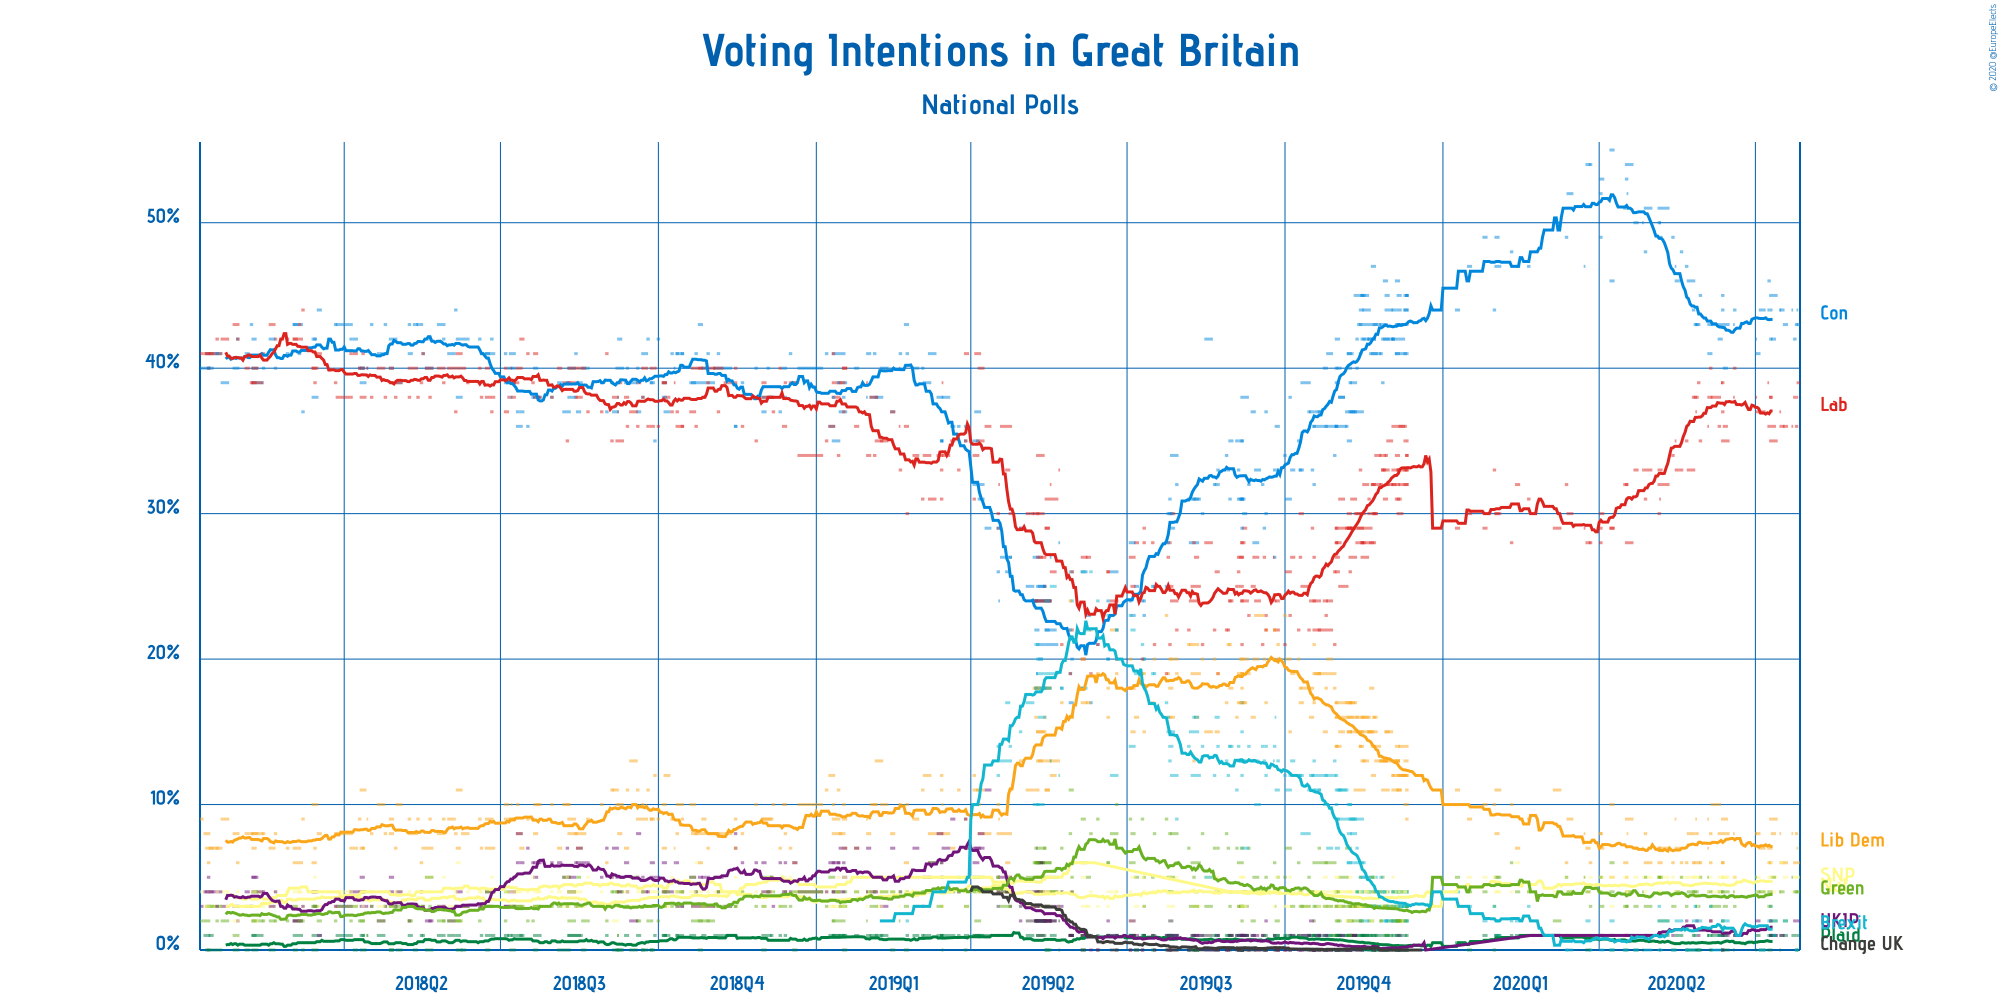 © 2020 @EuropeElects
Voting Intentions in Great Britain
National Polls
50%
40%
30%
20%
10%
0%
Con
Lab
Lib Dem
SNP
Green
UKIP
Brexit
Plaid
Change UK
2018Q2 2018Q3 2018Q4 2019Q1 2019Q2 2019Q3 2019Q4 2020Q1 2020Q2